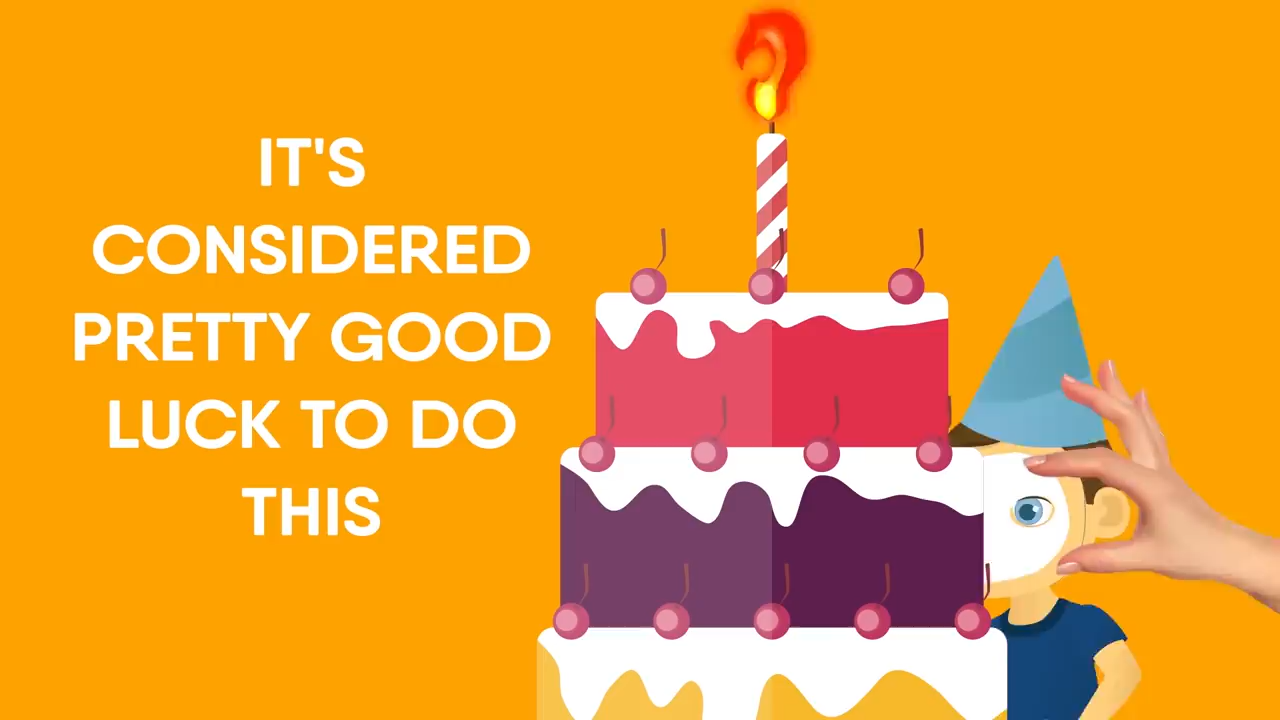 IT'S
CONSIDERED
PRETTY GOOD
LUCK TO DO
THIS